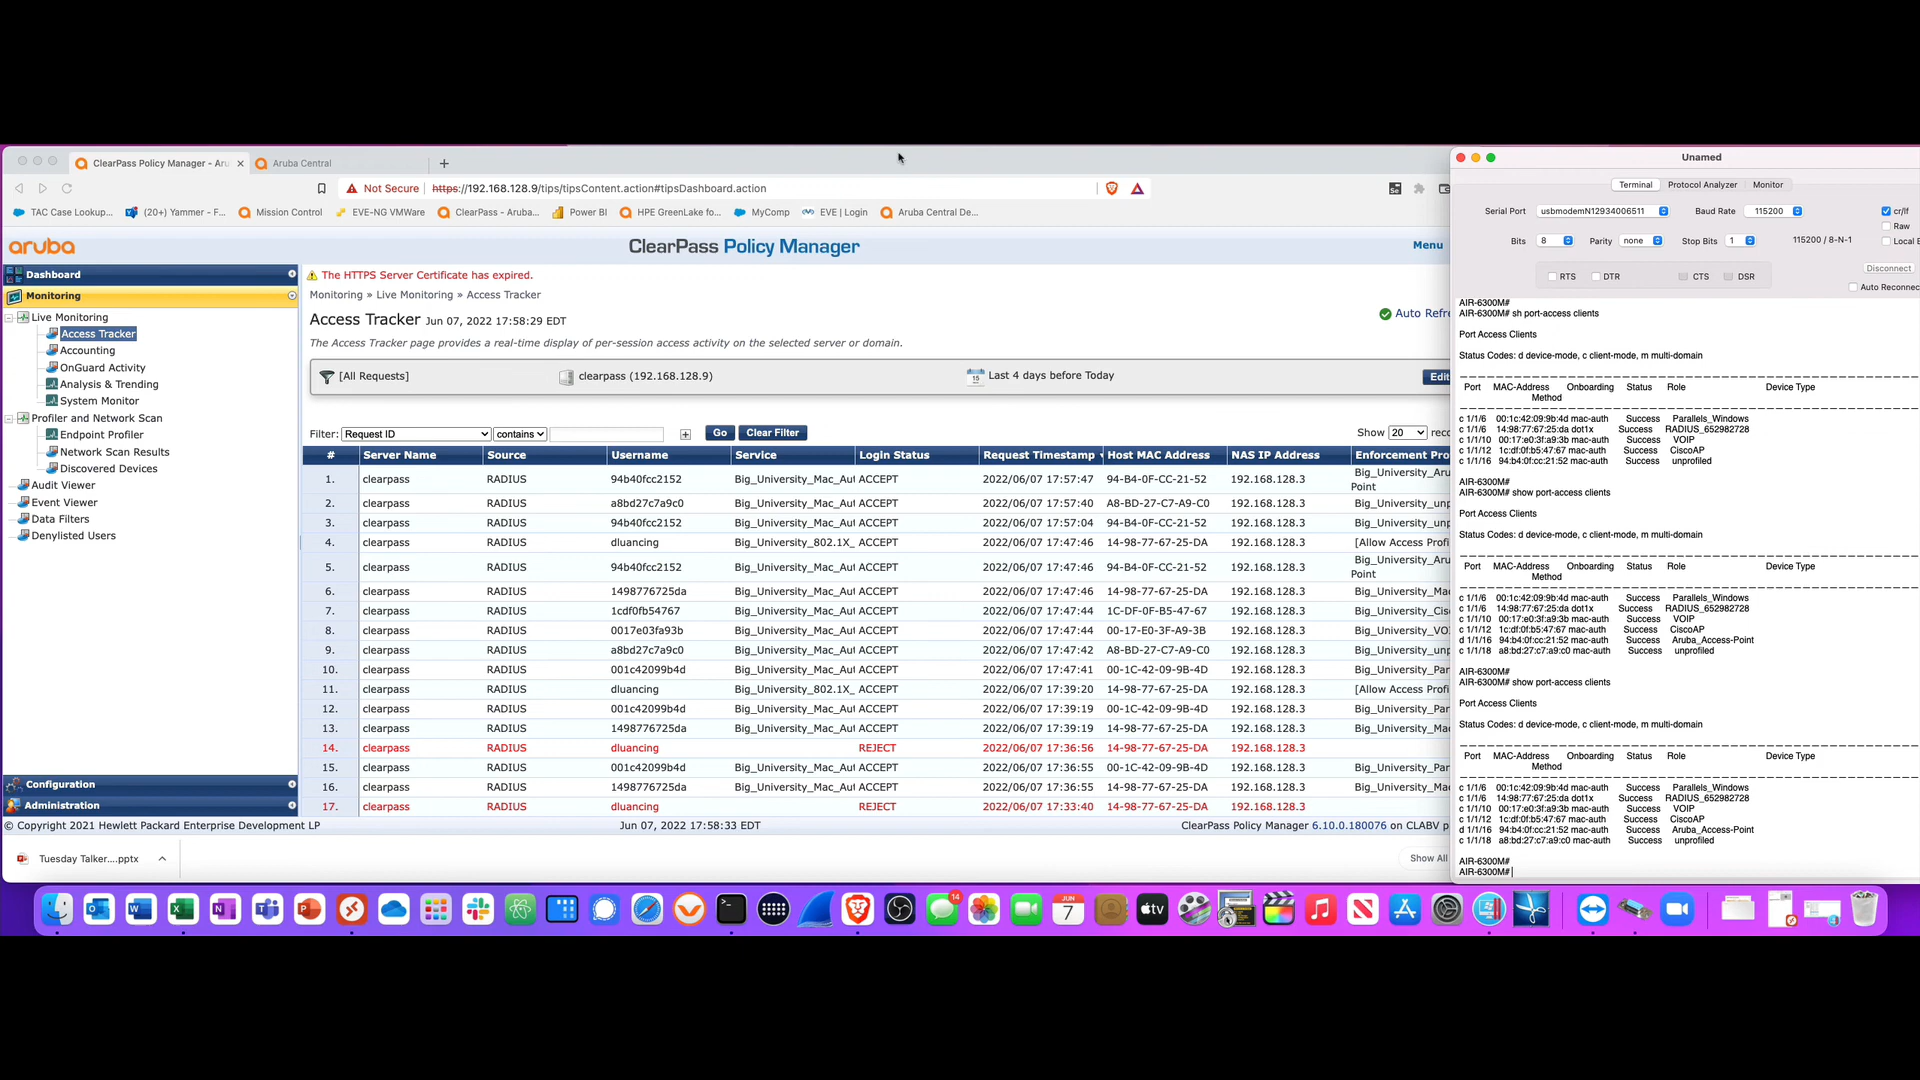 ClearPass Policy Manager - Aru
Aruba Central
Not Secure https://192.168.128.9/tips/tipsContent.action#tipsDashboard.action
TAC Case Lookup... (20+) Yammer - F... Mission Control EVE-NG VMWare ClearPass - Aruba... Power BI HPE GreenLake fo... MyComp EVE | Login Aruba Central De...
aruba
ClearPass Policy Manager
Menu
Dashboard
Monitoring
Live Monitoring
Access Tracker
Accounting
OnGuard Activity
Analysis & Trending
System Monitor
Profiler and Network Scan
Endpoint Profiler
Network Scan Results
Discovered Devices
Audit Viewer
Event Viewer
Data Filters
Denylisted Users
Configuration
Administration
The HTTPS Server Certificate has expired.
Monitoring » Live Monitoring » Access Tracker
Access Tracker Jun 07, 2022 17:58:29 EDT
Auto Refre
The Access Tracker page provides a real-time display of per-session access activity on the selected server or domain.
[All Requests] clearpass (192.168.128.9) Last 4 days before Today Edit
Filter: Request ID contains Go Clear Filter Show 20 reco
# Server Name Source Username Service Login Status Request Timestamp Host MAC Address NAS IP Address Enforcement Pro
1. clearpass RADIUS 94b40fcc2152 Big_University_Mac_Aut ACCEPT 2022/06/07 17:57:47 94-B4-0F-CC-21-52 192.168.128.3 Big_University_Aru
Point
2. clearpass RADIUS a8bd27c7a9c0 Big_University_Mac_Aut ACCEPT 2022/06/07 17:57:40 A8-BD-27-C7-A9-C0 192.168.128.3 Big_University_unp
3. clearpass RADIUS 94b40fcc2152 Big_University_Mac_Aut ACCEPT 2022/06/07 17:57:04 94-B4-0F-CC-21-52 192.168.128.3 Big_University_unp
4. clearpass RADIUS dluancing Big_University_802.1X_ ACCEPT 2022/06/07 17:47:46 14-98-77-67-25-DA 192.168.128.3 [Allow Access Profi
5. clearpass RADIUS 94b40fcc2152 Big_University_Mac_Aut ACCEPT 2022/06/07 17:47:46 94-B4-0F-CC-21-52 192.168.128.3 Big_University_Aru
Point
6. clearpass RADIUS 1498776725da Big_University_Mac_Aut ACCEPT 2022/06/07 17:47:46 14-98-77-67-25-DA 192.168.128.3 Big_University_Ma
7. clearpass RADIUS 1cdf0fb54767 Big_University_Mac_Aut ACCEPT 2022/06/07 17:47:44 1C-DF-0F-B5-47-67 192.168.128.3 Big_University_Cis
8. clearpass RADIUS 0017e03fa93b Big_University_Mac_Aut ACCEPT 2022/06/07 17:47:44 00-17-E0-3F-A9-3B 192.168.128.3 Big_University_VO
9. clearpass RADIUS a8bd27c7a9c0 Big_University_Mac_Aut ACCEPT 2022/06/07 17:47:42 A8-BD-27-C7-A9-C0 192.168.128.3 Big_University_unp
10. clearpass RADIUS 001c42099b4d Big_University_Mac_Aut ACCEPT 2022/06/07 17:47:41 00-1C-42-09-9B-4D 192.168.128.3 Big_University_Par
11. clearpass RADIUS dluancing Big_University_802.1X_ ACCEPT 2022/06/07 17:39:20 14-98-77-67-25-DA 192.168.128.3 [Allow Access Profi
12. clearpass RADIUS 001c42099b4d Big_University_Mac_Aut ACCEPT 2022/06/07 17:39:19 00-1C-42-09-9B-4D 192.168.128.3 Big_University_Par
13. clearpass RADIUS 1498776725da Big_University_Mac_Aut ACCEPT 2022/06/07 17:39:19 14-98-77-67-25-DA 192.168.128.3 Big_University_Ma
14. clearpass RADIUS dluancing REJECT 2022/06/07 17:36:56 14-98-77-67-25-DA 192.168.128.3
15. clearpass RADIUS 001c42099b4d Big_University_Mac_Aut ACCEPT 2022/06/07 17:36:55 00-1C-42-09-9B-4D 192.168.128.3 Big_University_Par
16. clearpass RADIUS 1498776725da Big_University_Mac_Aut ACCEPT 2022/06/07 17:36:55 14-98-77-67-25-DA 192.168.128.3 Big_University_Ma
17. clearpass RADIUS dluancing REJECT 2022/06/07 17:33:40 14-98-77-67-25-DA 192.168.128.3
© Copyright 2021 Hewlett Packard Enterprise Development LP Jun 07, 2022 17:58:33 EDT ClearPass Policy Manager 6.10.0.180076 on CLABV p
Tuesday Talker....pptx
Show All
Unamed
Terminal Protocol Analyzer Monitor
Serial Port usbmodemN12934006511 Baud Rate 115200 cr/lf
Raw
Bits 8 Parity none Stop Bits 1 115200 / 8-N-1 Local E
RTS DTR CTS DSR Disconnect
Auto Reconnec
AIR-6300M#
AIR-6300M# sh port-access clients
Port Access Clients
Status Codes: d device-mode, c client-mode, m multi-domain
Port MAC-Address Onboarding Status Role Device Type
Method
c 1/1/6 00:1c:42:09:9b:4d mac-auth Success Parallels_Windows
c 1/1/6 14:98:77:67:25:da dot1x Success RADIUS_652982728
c 1/1/10 00:17:e0:3f:a9:3b mac-auth Success VOIP
c 1/1/12 1c:df:0f:b5:47:67 mac-auth Success CiscoAP
c 1/1/16 94:b4:0f:cc:21:52 mac-auth Success unprofiled
AIR-6300M#
AIR-6300M# show port-access clients
Port Access Clients
Status Codes: d device-mode, c client-mode, m multi-domain
Port MAC-Address Onboarding Status Role Device Type
Method
c 1/1/6 00:1c:42:09:9b:4d mac-auth Success Parallels_Windows
c 1/1/6 14:98:77:67:25:da dot1x Success RADIUS_652982728
c 1/1/10 00:17:e0:3f:a9:3b mac-auth Success VOIP
c 1/1/12 1c:df:0f:b5:47:67 mac-auth Success CiscoAP
d 1/1/16 94:b4:0f:cc:21:52 mac-auth Success Aruba_Access-Point
c 1/1/18 a8:bd:27:c7:a9:c0 mac-auth Success unprofiled
AIR-6300M#
AIR-6300M# show port-access clients
Port Access Clients
Status Codes: d device-mode, c client-mode, m multi-domain
Port MAC-Address Onboarding Status Role Device Type
Method
c 1/1/6 00:1c:42:09:9b:4d mac-auth Success Parallels_Windows
c 1/1/6 14:98:77:67:25:da dot1x Success RADIUS_652982728
c 1/1/10 00:17:e0:3f:a9:3b mac-auth Success VOIP
c 1/1/12 1c:df:0f:b5:47:67 mac-auth Success CiscoAP
d 1/1/16 94:b4:0f:cc:21:52 mac-auth Success Aruba_Access-Point
c 1/1/18 a8:bd:27:c7:a9:c0 mac-auth Success unprofiled
AIR-6300M#
AIR-6300M#
14
JUN
7
tv